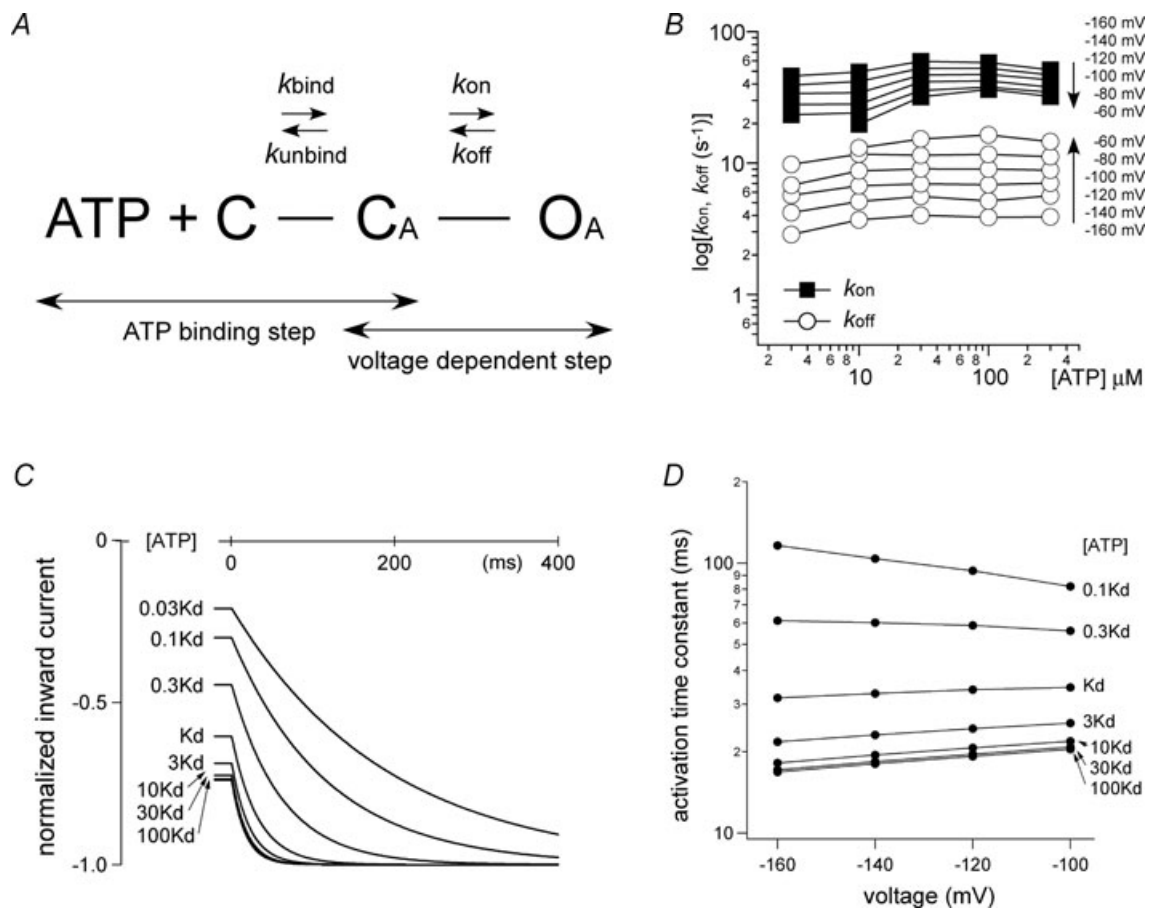 A
kbind
kon
kunbind
koff
ATP + C — CA — OA
ATP binding step
voltage dependent step
B
log[kon, koff (s-1)]
100
6
4
2
10
6
4
2
1
6
-160 mV
-140 mV
-120 mV
-100 mV
-80 mV
-60 mV
-60 mV
-80 mV
-100 mV
-120 mV
-140 mV
-160 mV
kon
koff
2 4 6 8 10 2 4 6 8 100 2 4
[ATP] μM
C
normalized inward current
0
-0.5
-1.0
[ATP]
0 200 (ms) 400
0.03Kd
0.1Kd
0.3Kd
Kd
3Kd
10Kd
30Kd
100Kd
D
activation time constant (ms)
2
100
9
8
7
6
5
4
3
2
10
[ATP]
0.1Kd
0.3Kd
Kd
3Kd
10Kd
30Kd
100Kd
-160 -140 -120 -100
voltage (mV)